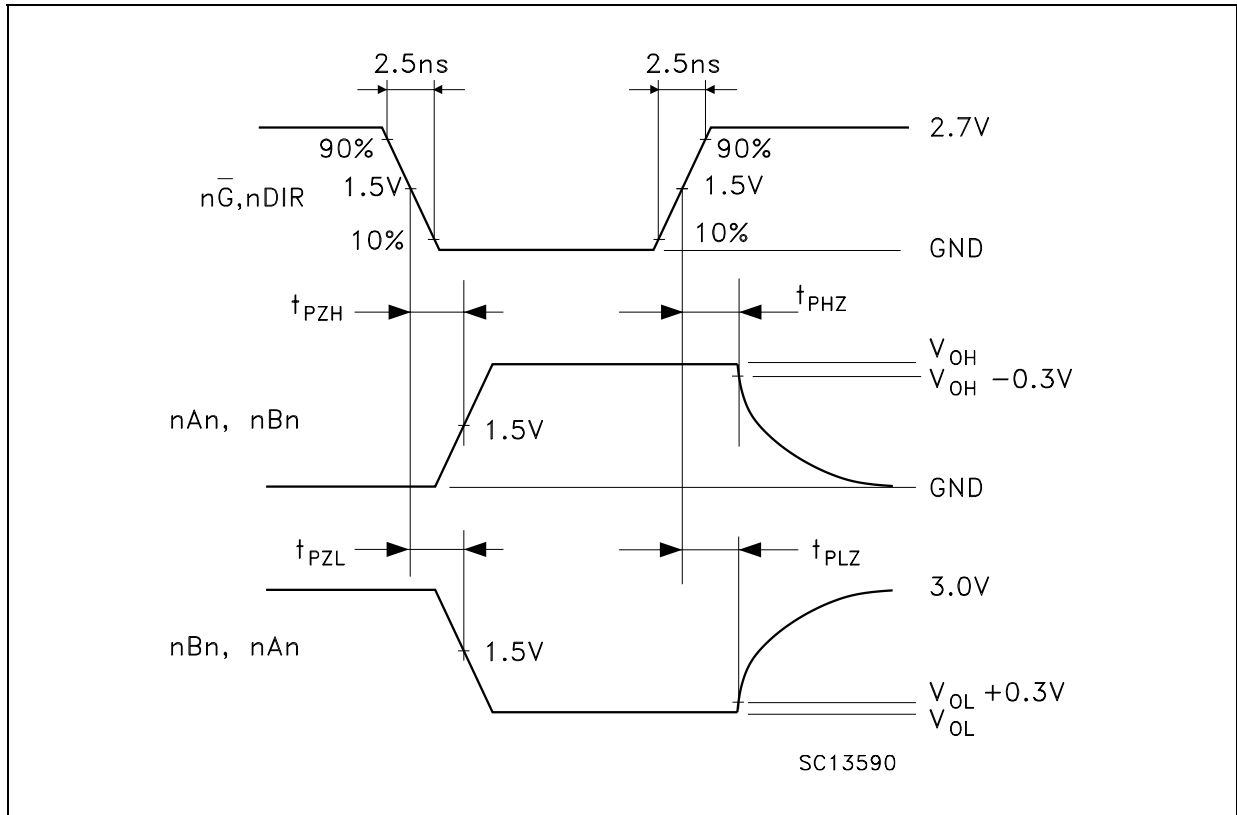 2.5ns 2.5ns
2.7V
90% 90%
nG̅,nDIR 1.5V 1.5V
10% 10%
GND
tPZH tPHZ
VOH
VOH −0.3V
nAn, nBn 1.5V
GND
tPZL tPLZ
3.0V
nBn, nAn 1.5V
VOL +0.3V
VOL
SC13590